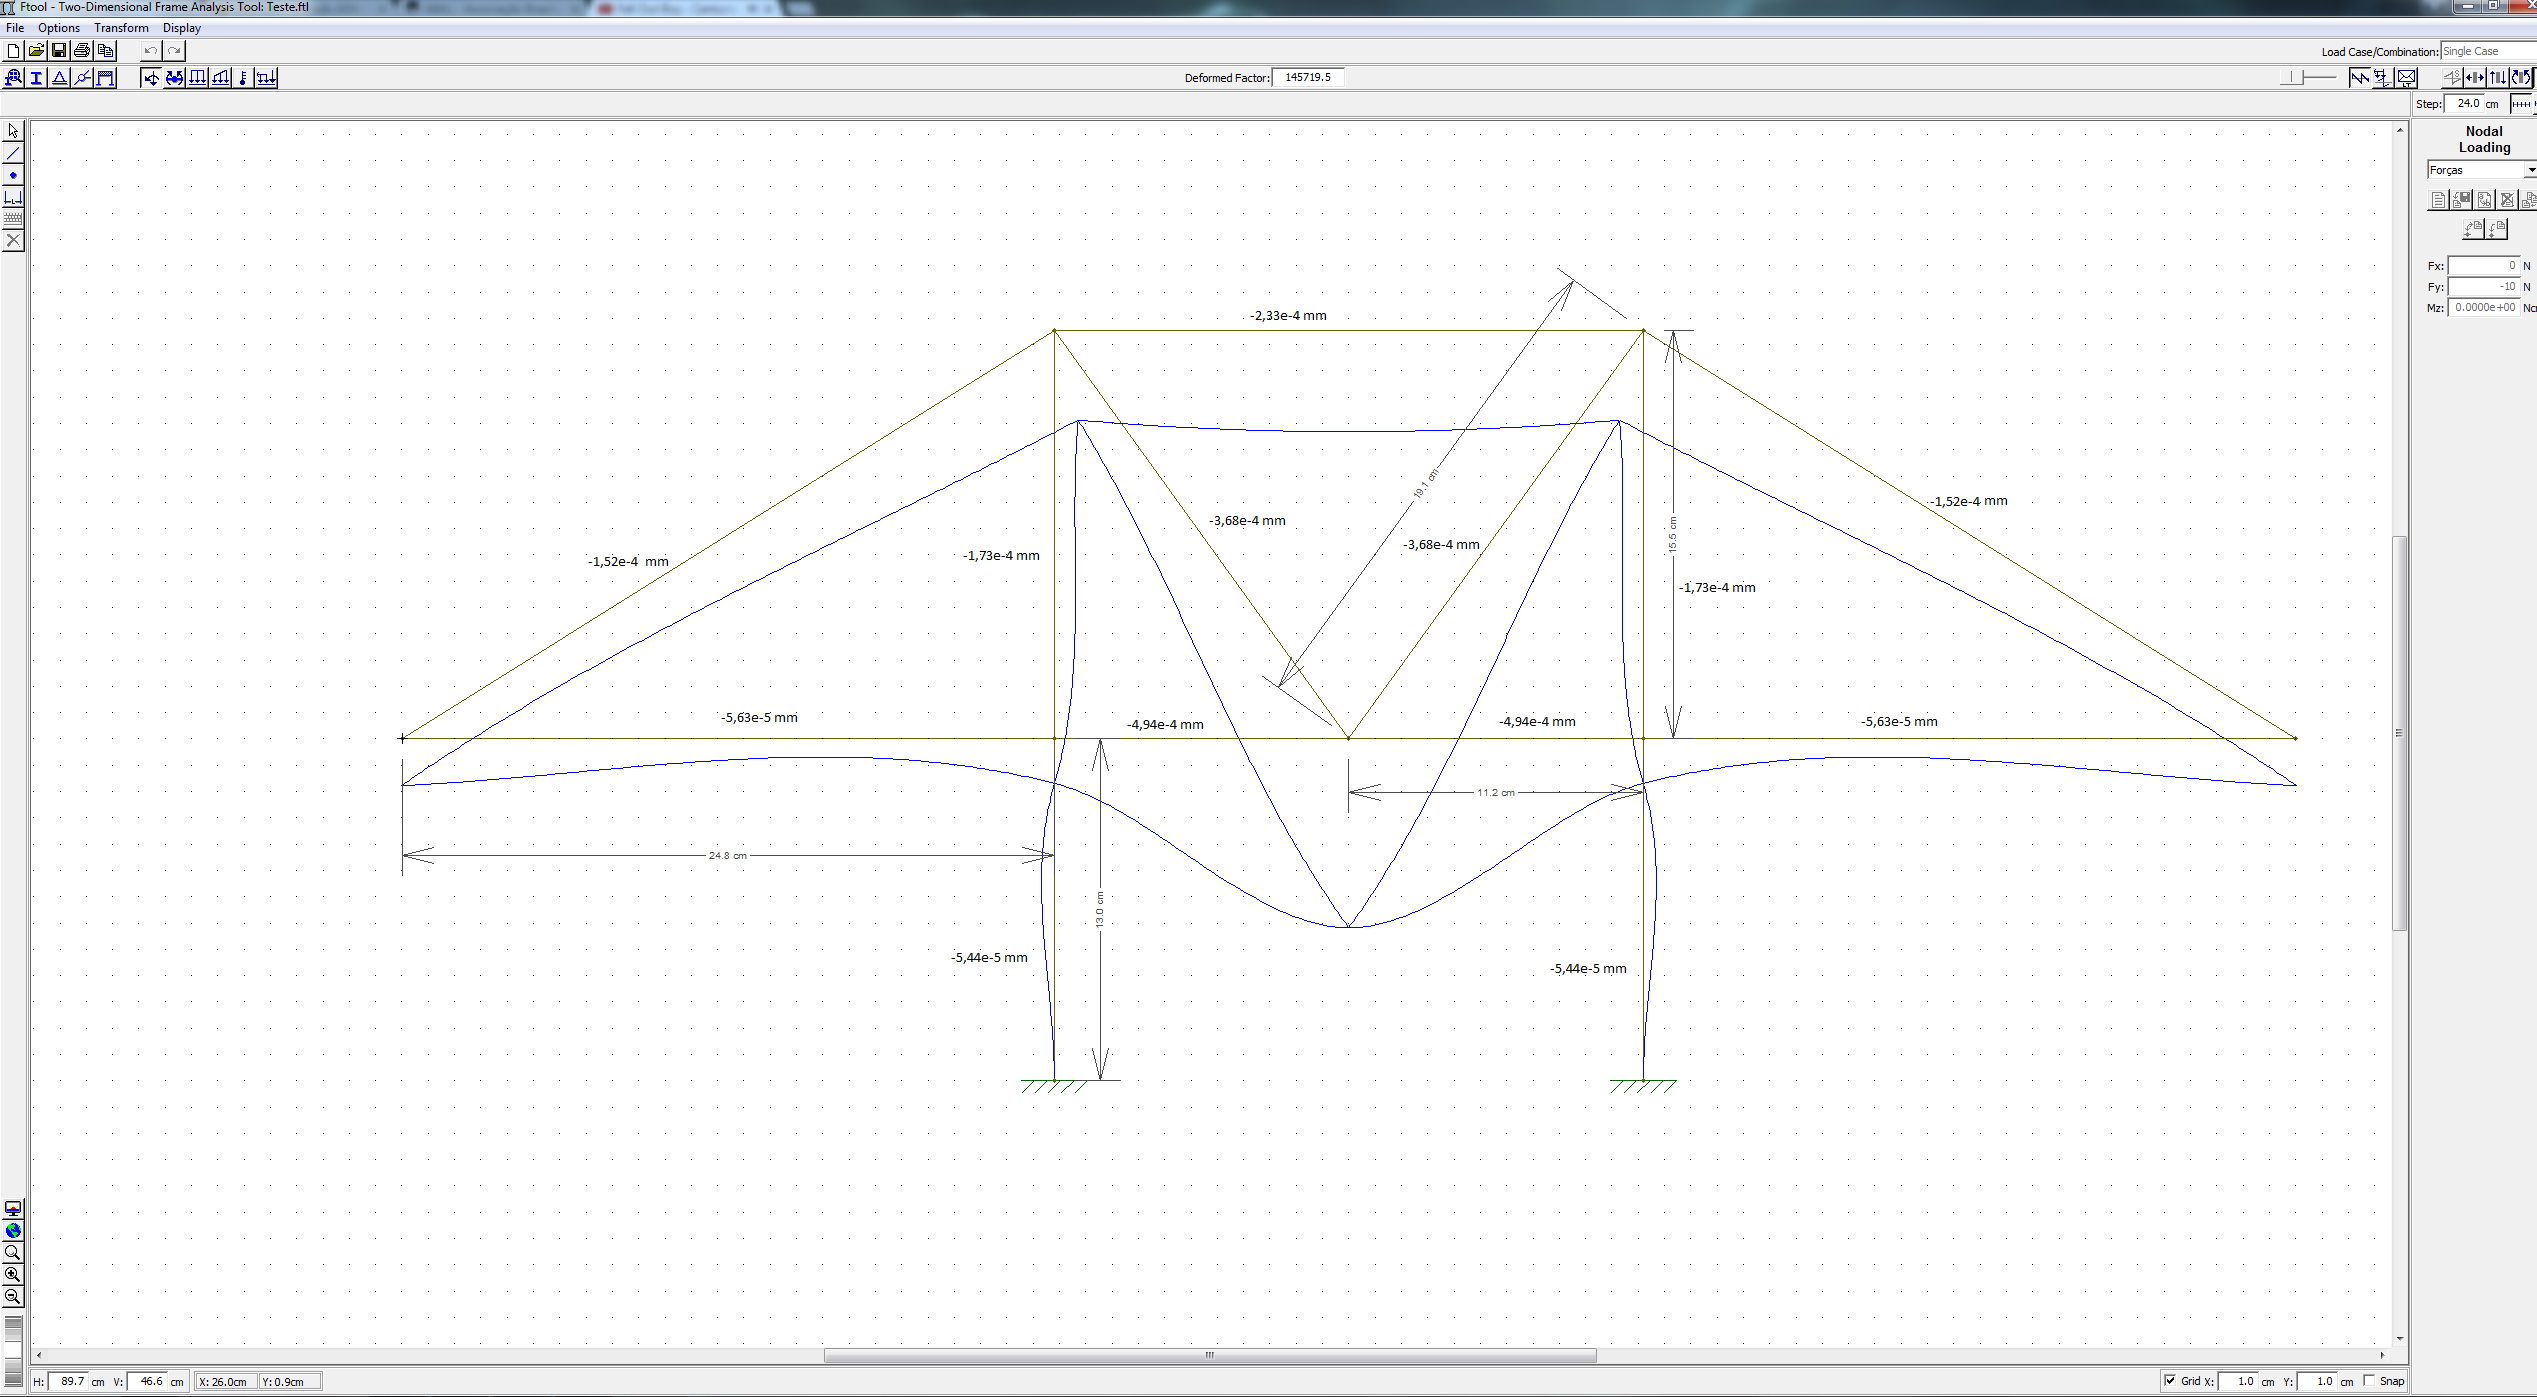 Ftool - Two-Dimensional Frame Analysis Tool: Teste.ftl
File Options Transform Display
Load Case/Combination: Single Case
Deformed Factor: 145719.5
Step: 24.0 cm
Nodal
Loading
Forças
Fx: 0 N
Fy: -10 N
Mz: 0.0000e+00
-2,33e-4 mm
19.1 cm
-1,52e-4 mm
-3,68e-4 mm
15.5 cm
-3,68e-4 mm
-1,73e-4 mm
-1,52e-4 mm
-1,73e-4 mm
-5,63e-5 mm
-4,94e-4 mm
-4,94e-4 mm
-5,63e-5 mm
11.2 cm
24.8 cm
13.0 cm
-5,44e-5 mm
-5,44e-5 mm
H: 89.7 cm V: 46.6 cm X: 26.0cm Y: 0.9cm
Grid X: 1.0 cm Y: 1.0 cm Snap